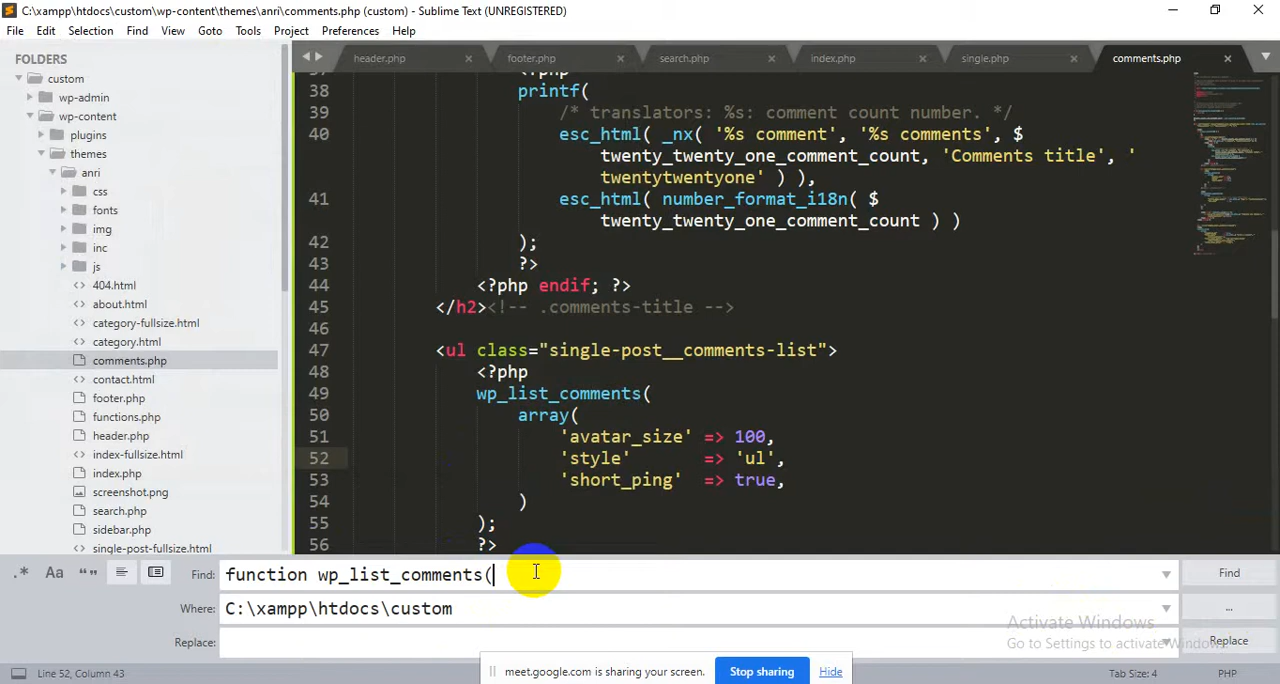 C:\xampp\htdocs\custom\wp-content\themes\anri\comments.php (custom) - Sublime Text (UNREGISTERED)
File Edit Selection Find View Goto Tools Project Preferences Help
FOLDERS
custom
wp-admin
wp-content
plugins
themes
anri
css
fonts
img
inc
js
404.html
about.html
category-fullsize.html
category.html
comments.php
contact.html
footer.php
functions.php
header.php
index-fullsize.html
index.php
screenshot.png
search.php
sidebar.php
single-post-fullsize.html
header.php footer.php search.php index.php single.php comments.php
37 <?php
38 printf(
39 /* translators: %s: comment count number. */
40 esc_html( _nx( '%s comment', '%s comments', $
twenty_twenty_one_comment_count, 'Comments title', '
twentytwentyone' ) ),
41 esc_html( number_format_i18n( $
twenty_twenty_one_comment_count ) )
42 );
43 ?>
44 <?php endif; ?>
45 </h2><!-- .comments-title -->
46
47 <ul class="single-post__comments-list">
48 <?php
49 wp_list_comments(
50 array(
51 'avatar_size' => 100,
52 'style' => 'ul',
53 'short_ping' => true,
54 )
55 );
56 ?>
.* Aa “” Find: function wp_list_comments( Find
Where: C:\xampp\htdocs\custom ...
Replace: Replace
Activate Windows
Go to Settings to activate Windows.
meet.google.com is sharing your screen. Stop sharing Hide
Line 52, Column 43 Tab Size: 4 PHP